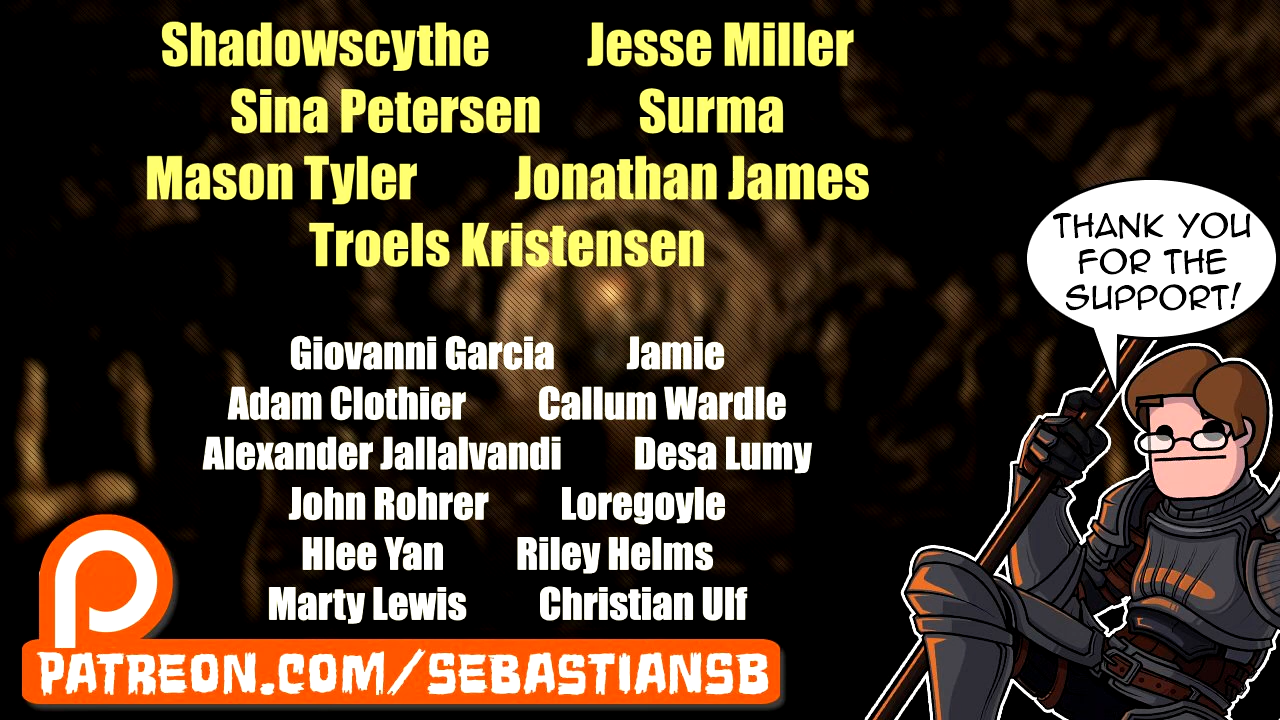 Shadowscythe Jesse Miller
Sina Petersen Surma
Mason Tyler Jonathan James
Troels Kristensen
THANK YOU
FOR THE
SUPPORT!
Giovanni Garcia Jamie
Adam Clothier Callum Wardle
Alexander Jallalvandi Desa Lumy
John Rohrer Loregoyle
Hlee Yan Riley Helms
Marty Lewis Christian Ulf
PATREON.COM/SEBASTIANSB